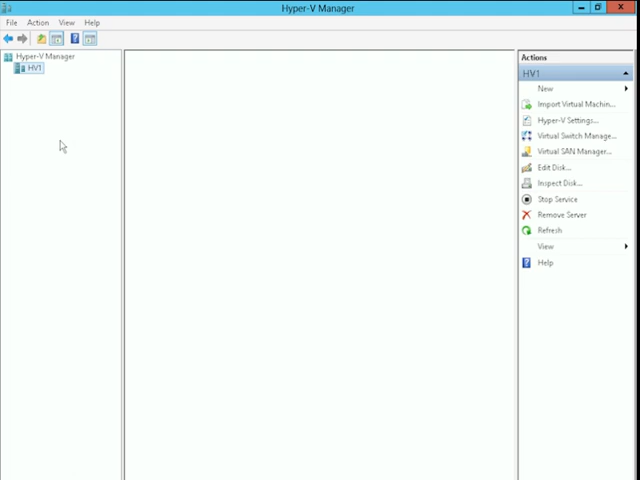 Hyper-V Manager
File Action View Help
Hyper-V Manager
HV1
Actions
HV1
New
Import Virtual Machin...
Hyper-V Settings...
Virtual Switch Manage...
Virtual SAN Manager...
Edit Disk...
Inspect Disk...
Stop Service
Remove Server
Refresh
View
Help